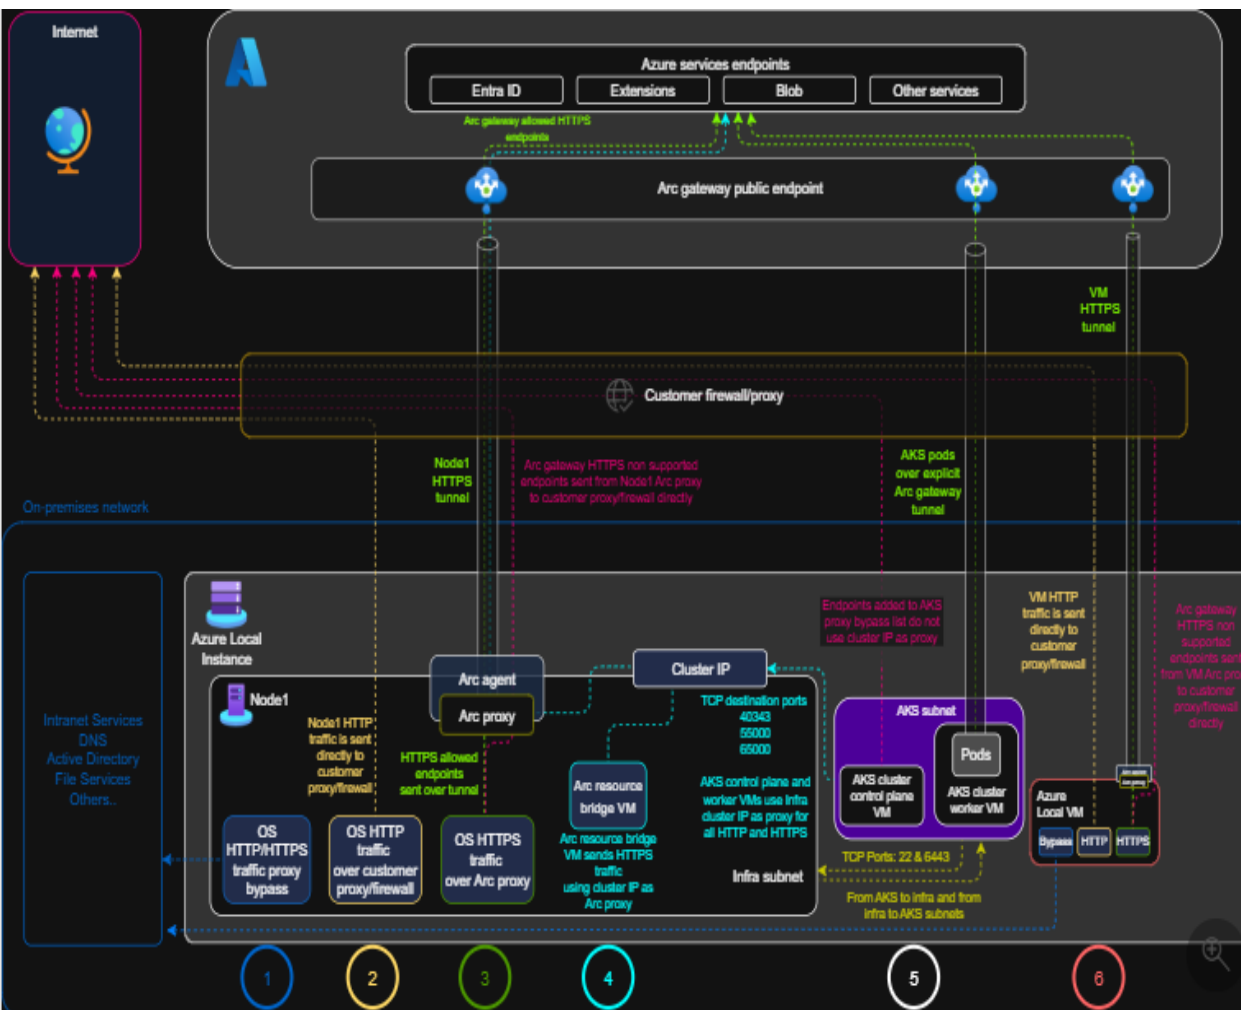 Internet
Azure services endpoints
Entra ID
Extensions
Blob
Other services
Arc gateway allowed HTTPS
endpoints
Arc gateway public endpoint
VM
HTTPS
tunnel
Customer firewall/proxy
Node1
HTTPS
tunnel
Arc gateway HTTPS non supported
endpoints sent from Node1 Arc proxy
to customer proxy/firewall directly
AKS pods
over explicit
Arc gateway
tunnel
On-premises network
Intranet Services
DNS
Active Directory
File Services
Others..
Azure Local
Instance
Node1
Node1 HTTP
traffic is sent
directly to
customer
proxy/firewall
Arc agent
Arc proxy
HTTPS allowed
endpoints
sent over tunnel
Cluster IP
TCP destination ports
40343
55000
65000
Endpoints added to AKS
proxy bypass list do not
use cluster IP as proxy
VM HTTP
traffic is sent
directly to
customer
proxy/firewall
Arc gateway
HTTPS non
supported
endpoints sent
from VM Arc pro
to customer
proxy/firewall
directly
OS
HTTP/HTTPS
traffic proxy
bypass
OS HTTP
traffic
over customer
proxy/firewall
OS HTTPS
traffic
over Arc proxy
Arc resource
bridge VM
Arc resource bridge
VM sends HTTPS
traffic
using cluster IP as
Arc proxy
AKS control plane and
worker VMs use Infra
cluster IP as proxy for
all HTTP and HTTPS
Infra subnet
AKS subnet
AKS cluster
control plane
VM
Pods
AKS cluster
worker VM
TCP Ports: 22 & 6443
From AKS to infra and from
infra to AKS subnets
Arc agent
Arc proxy
Azure
Local VM
Bypass
HTTP
HTTPS
1
2
3
4
5
6